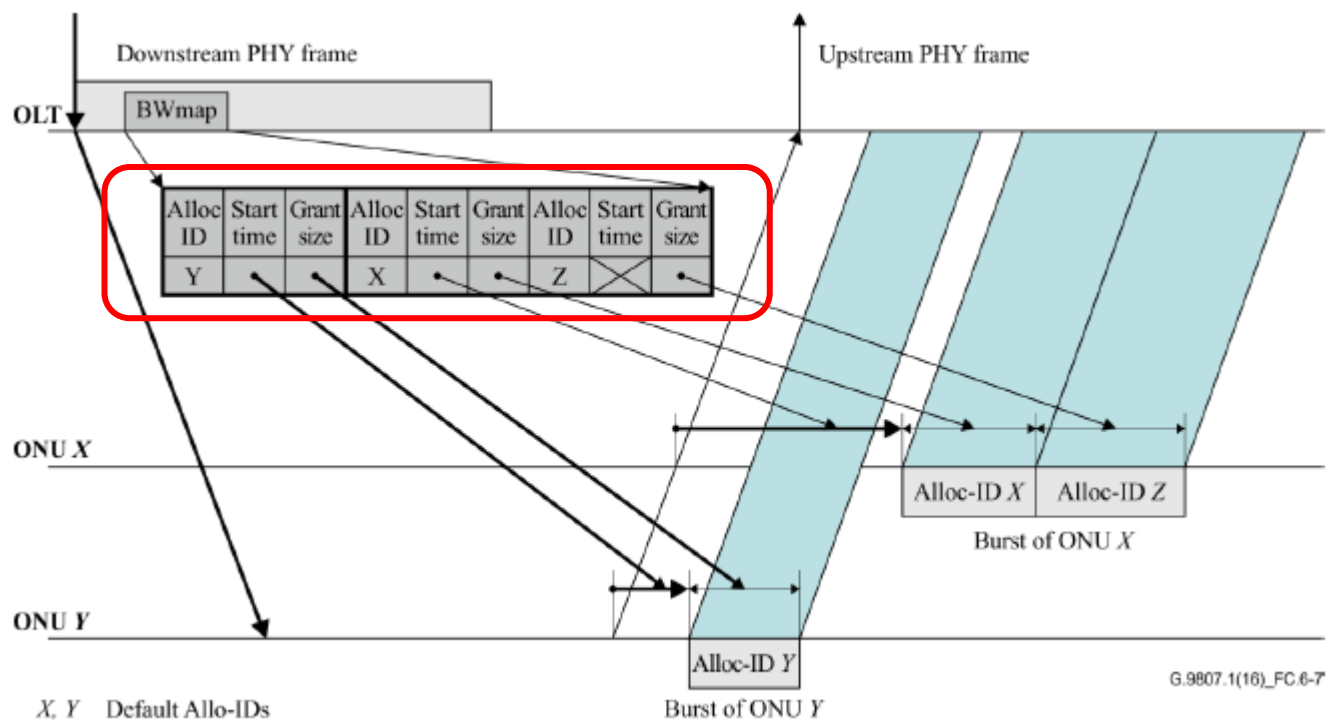 Downstream PHY frame
Upstream PHY frame
OLT
BWmap
Alloc ID Start time Grant size Alloc ID Start time Grant size Alloc ID Start time Grant size
Y X Z
ONU X
Alloc-ID X Alloc-ID Z
Burst of ONU X
ONU Y
Alloc-ID Y
G.9807.1(16)_FC.6-7
X, Y Default Allo-IDs
Burst of ONU Y